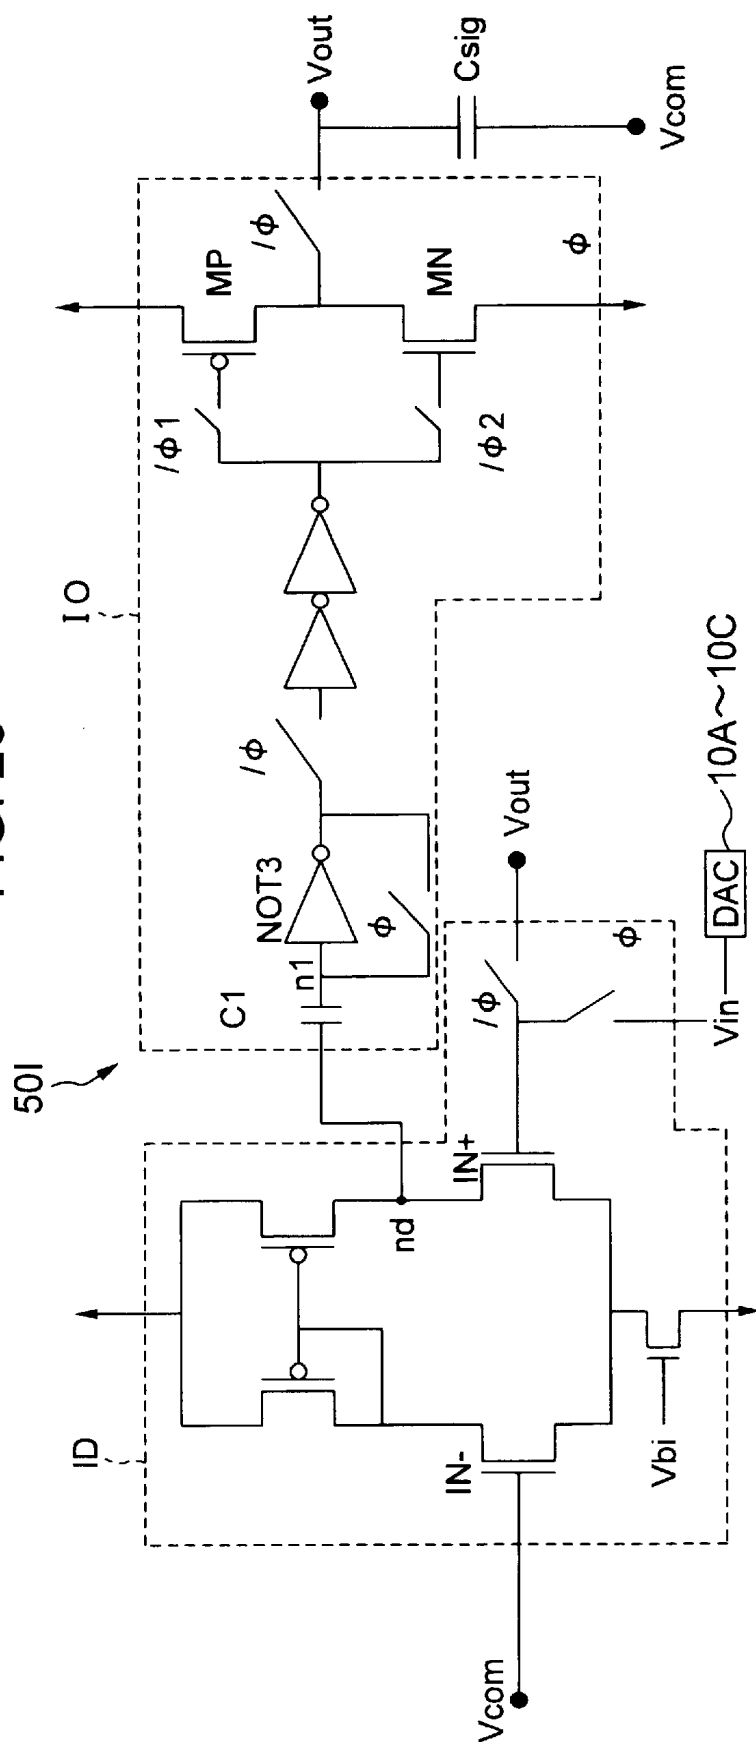 50I
IO
ID
C1
n1
NOT3
φ
/φ
/φ1
/φ2
MP
MN
/φ
φ
Vout
Csig
Vcom
nd
IN-
IN+
/φ
φ
Vout
Vcom
Vbi
Vin
DAC
10A～10C